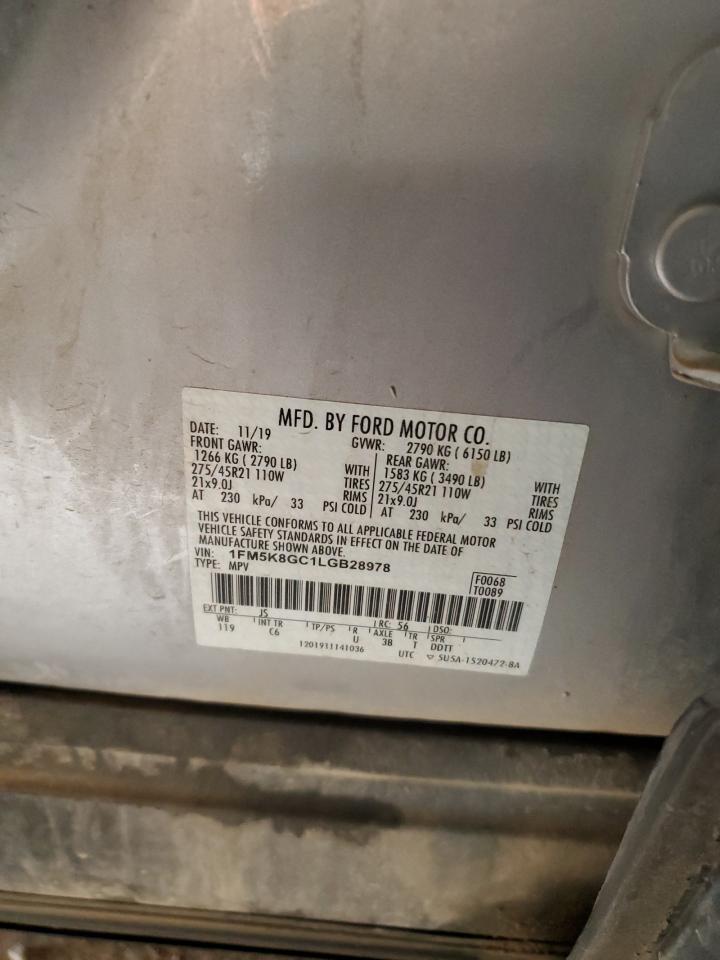 MFD. BY FORD MOTOR CO.
DATE: 11/19 GVWR: 2790 KG ( 6150 LB)
FRONT GAWR: REAR GAWR:
1266 KG ( 2790 LB) WITH 1583 KG ( 3490 LB) WITH
275/45R21 110W TIRES 275/45R21 110W TIRES
21x9.0J RIMS 21x9.0J RIMS
AT 230 kPa/ 33 PSI COLD AT 230 kPa/ 33 PSI COLD
THIS VEHICLE CONFORMS TO ALL APPLICABLE FEDERAL MOTOR
VEHICLE SAFETY STANDARDS IN EFFECT ON THE DATE OF
MANUFACTURE SHOWN ABOVE.
VIN: 1FM5K8GC1LGB28978
TYPE: MPV F0068
T0089
EXT PNT: JS RC: 56 DSO:
WB INT TR TP/PS R AXLE TR SPR
119 C6 U 3B T DDTT
1201911141036 UTC ▽ SUSA-1520472-8A